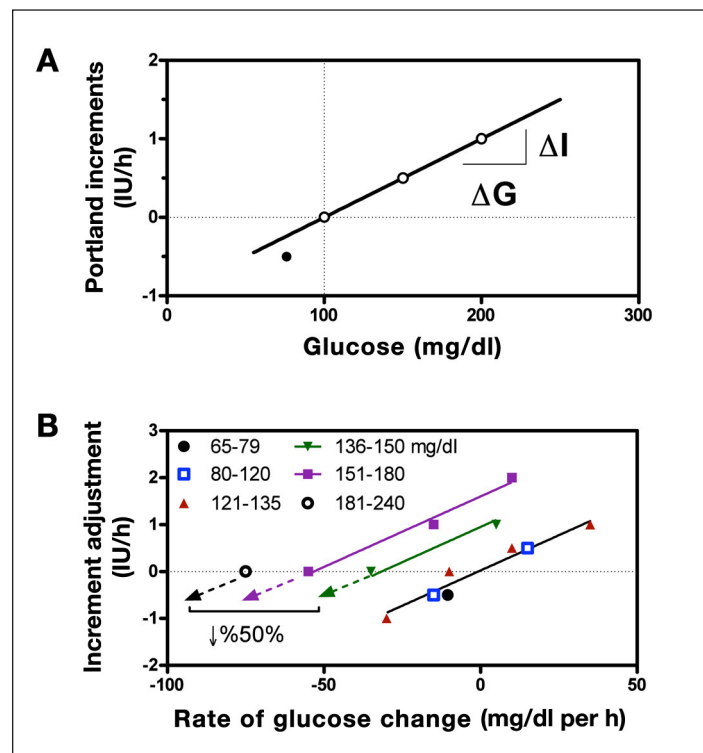 A
Portland increments
(IU/h)
2
1
0
-1
ΔI
ΔG
0
100
200
300
Glucose (mg/dl)
B
Increment adjustment
(IU/h)
3
2
1
0
-1
-2
65-79
136-150 mg/dl
80-120
151-180
121-135
181-240
↓%50%
-100
-50
0
50
Rate of glucose change (mg/dl per h)